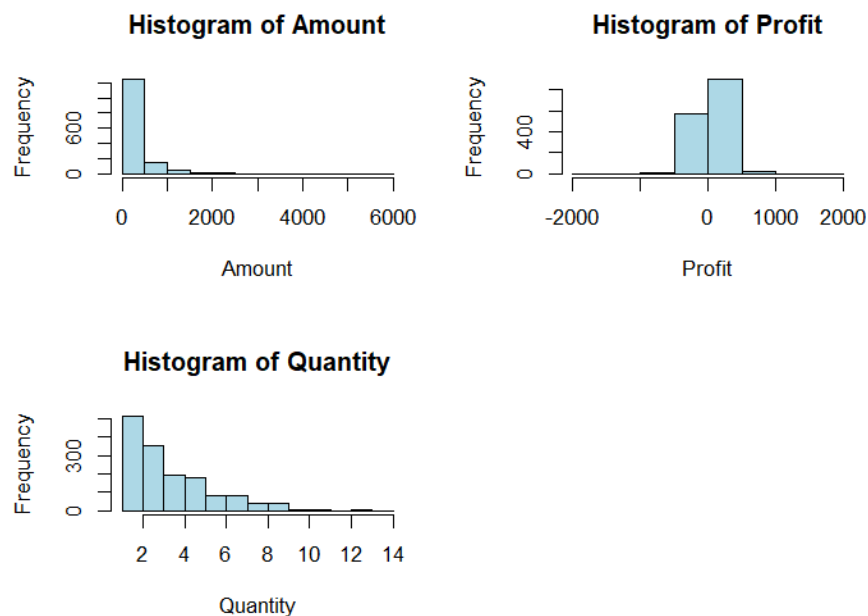 Histogram of Amount
Frequency
600
0
0 2000 4000 6000
Amount
Histogram of Profit
Frequency
400
0
-2000 0 1000 2000
Profit
Histogram of Quantity
Frequency
300
0
2 4 6 8 10 12 14
Quantity